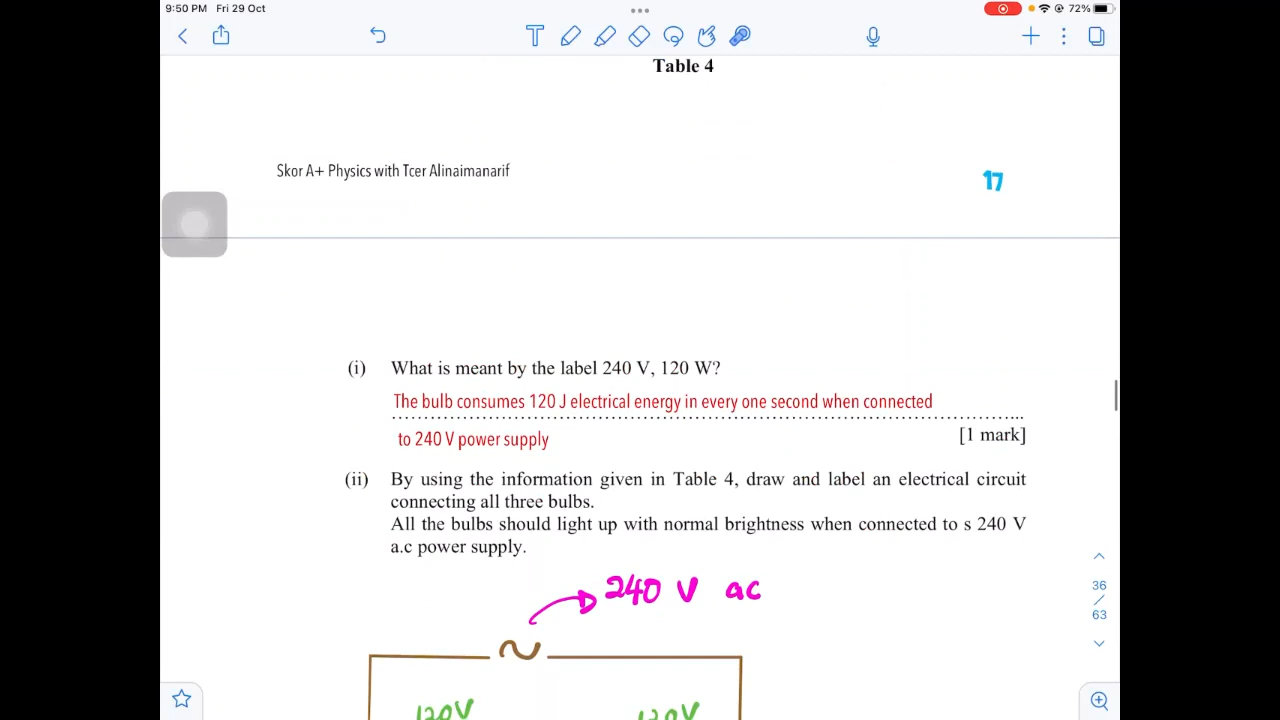 9:50 PM Fri 29 Oct
72%
Table 4
Skor A+ Physics with Tcer Alinaimanarif
17
(i) What is meant by the label 240 V, 120 W?
The bulb consumes 120 J electrical energy in every one second when connected
to 240 V power supply
[1 mark]
(ii) By using the information given in Table 4, draw and label an electrical circuit
connecting all three bulbs.
All the bulbs should light up with normal brightness when connected to s 240 V
a.c power supply.
240 V ac
36
/
63
120V 120V